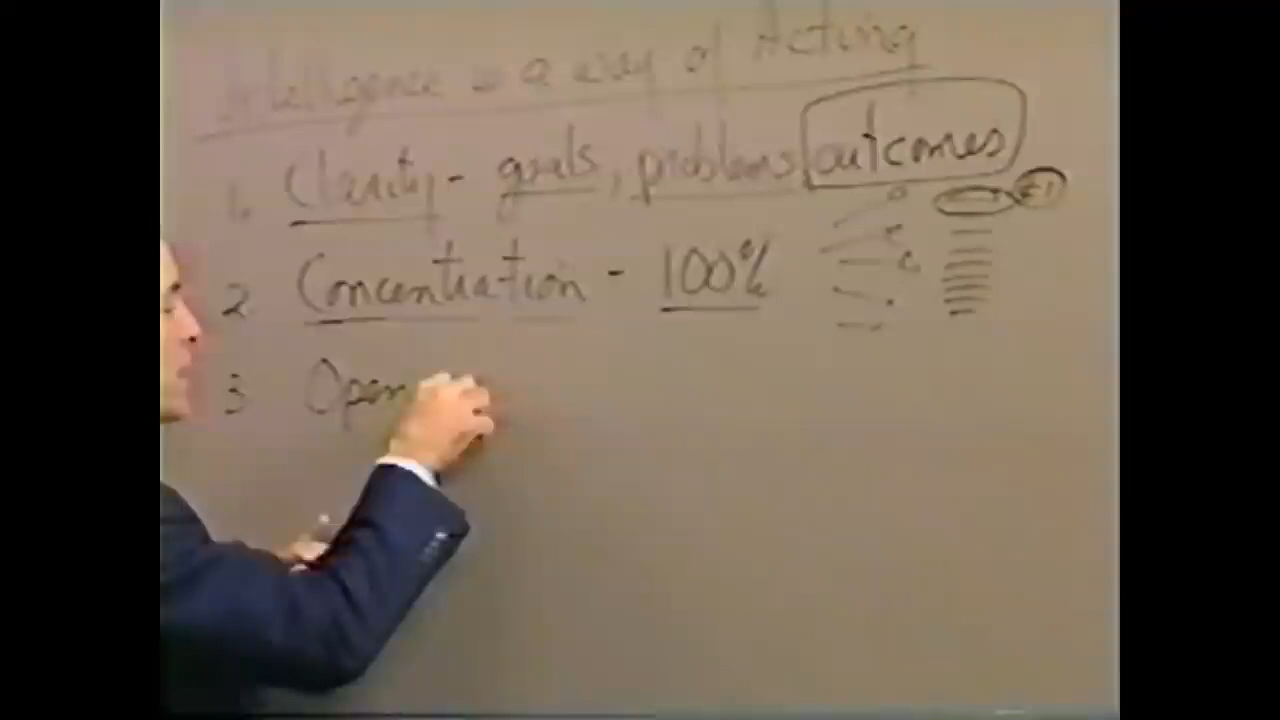 Intelligence is a way of Acting
1. Clarity - goals, problems outcomes
2 Concentration - 100%
3 Open